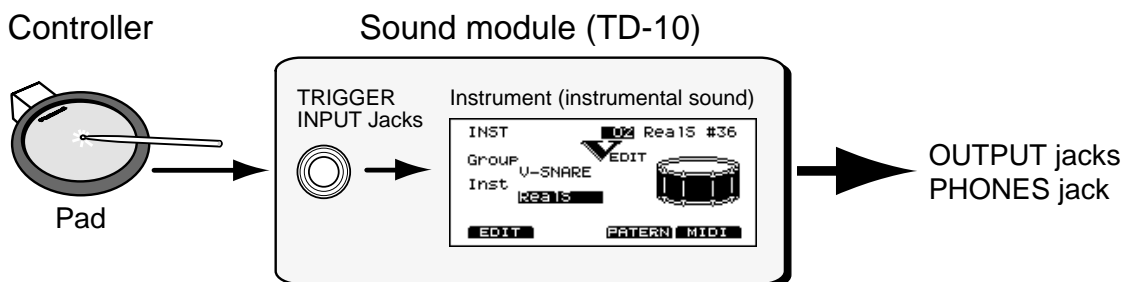 Controller
Sound module (TD-10)
TRIGGER
INPUT Jacks
Instrument (instrumental sound)
INST 02 RealS #36
EDIT
Group
V-SNARE
Inst
RealS
EDIT PATERN MIDI
Pad
OUTPUT jacks
PHONES jack